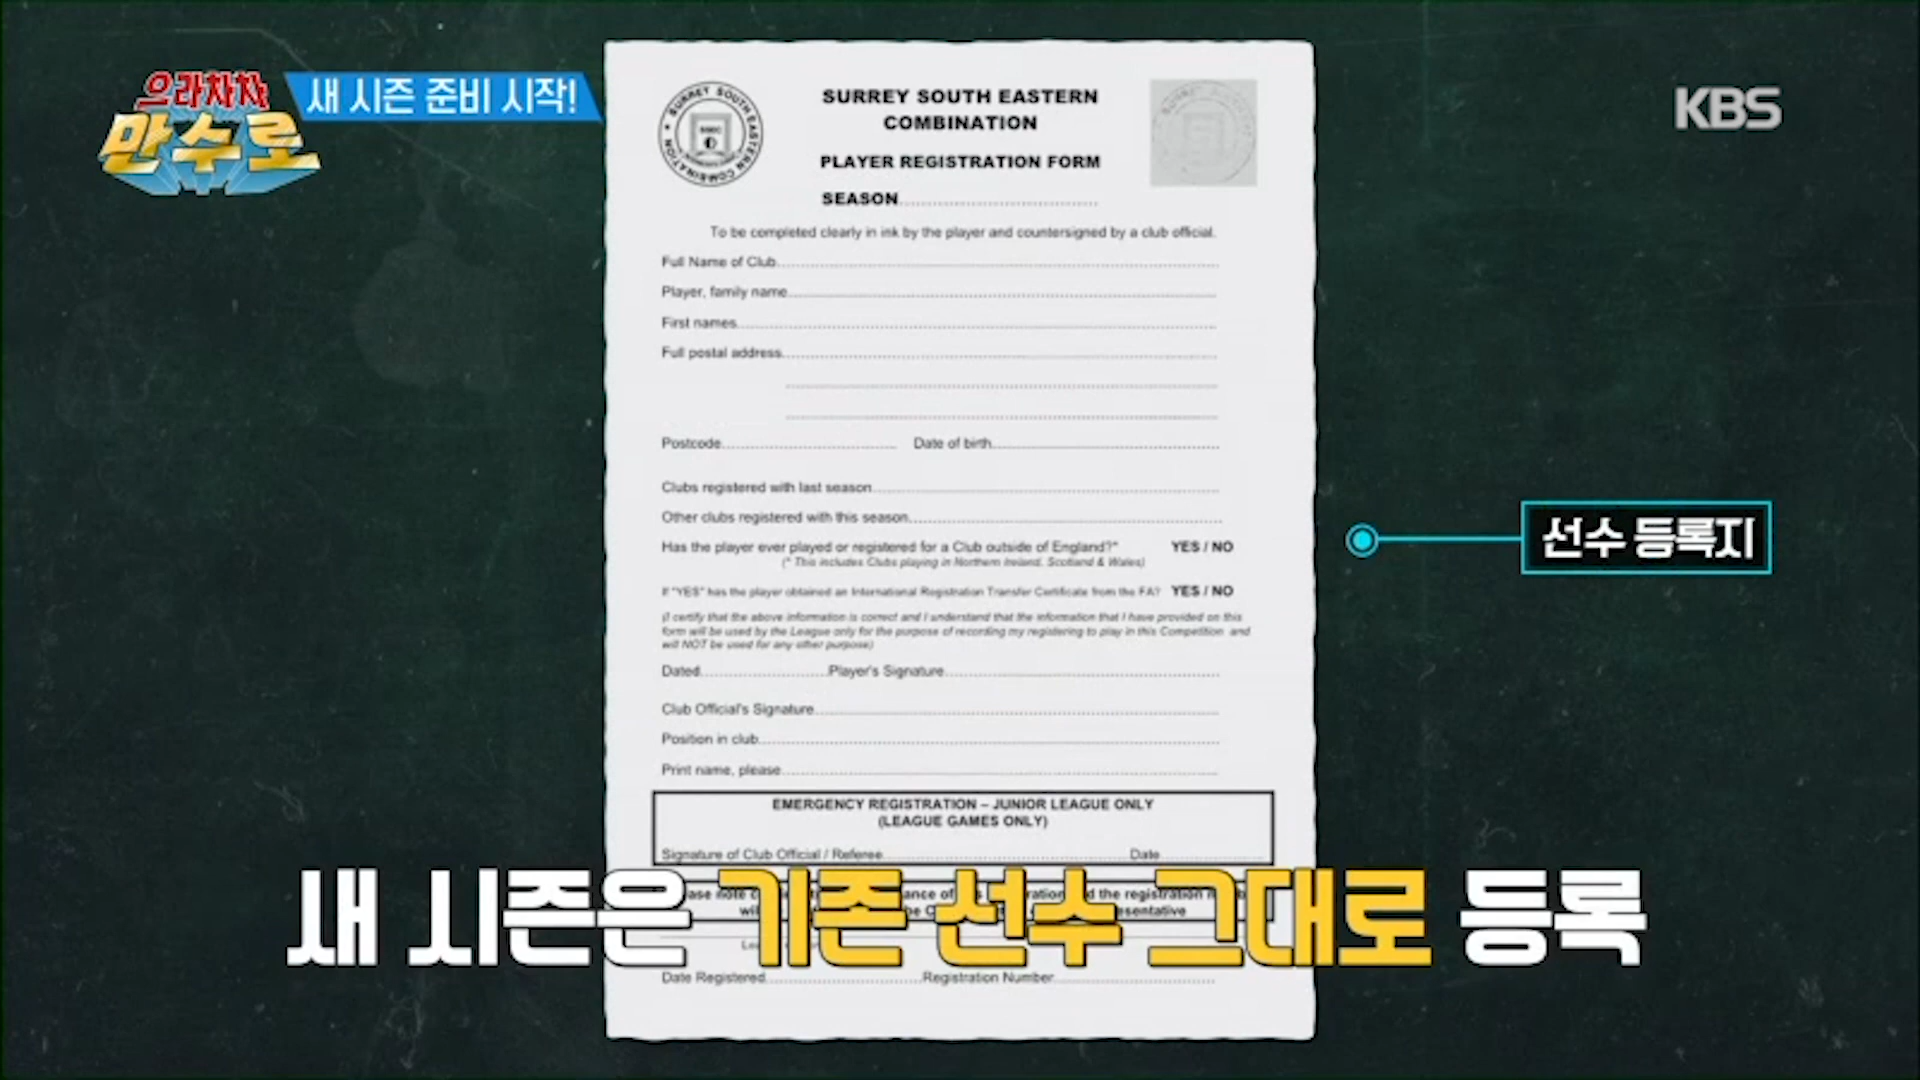 으라차차
만수로
새 시즌 준비 시작!
KBS
SURREY SOUTH EASTERN COMBINATION
SURREY SOUTH EASTERN
COMBINATION
PLAYER REGISTRATION FORM
SEASON
To be completed clearly in ink by the player and countersigned by a club official.
Full Name of Club
Player, family name
First names
Full postal address
Postcode Date of birth
Clubs registered with last season
Other clubs registered with this season
Has the player ever played or registered for a Club outside of England?* YES / NO
(* This includes Clubs playing in Northern Ireland, Scotland & Wales)
If "YES" has the player obtained an International Registration Transfer Certificate from the FA? YES / NO
(I certify that the above information is correct and I understand that the information that I have provided on this
form will be used by the League only for the purpose of recording my registering to play in this Competition and
will NOT be used for any other purpose)
Dated Player's Signature
Club Official's Signature
Position in club
Print name, please
선수 등록지
EMERGENCY REGISTRATION – JUNIOR LEAGUE ONLY
(LEAGUE GAMES ONLY)
Signature of Club Official / Referee Date
note and the registration
새 시즌은 기존 선수 그대로 등록
Date Registered Registration Number